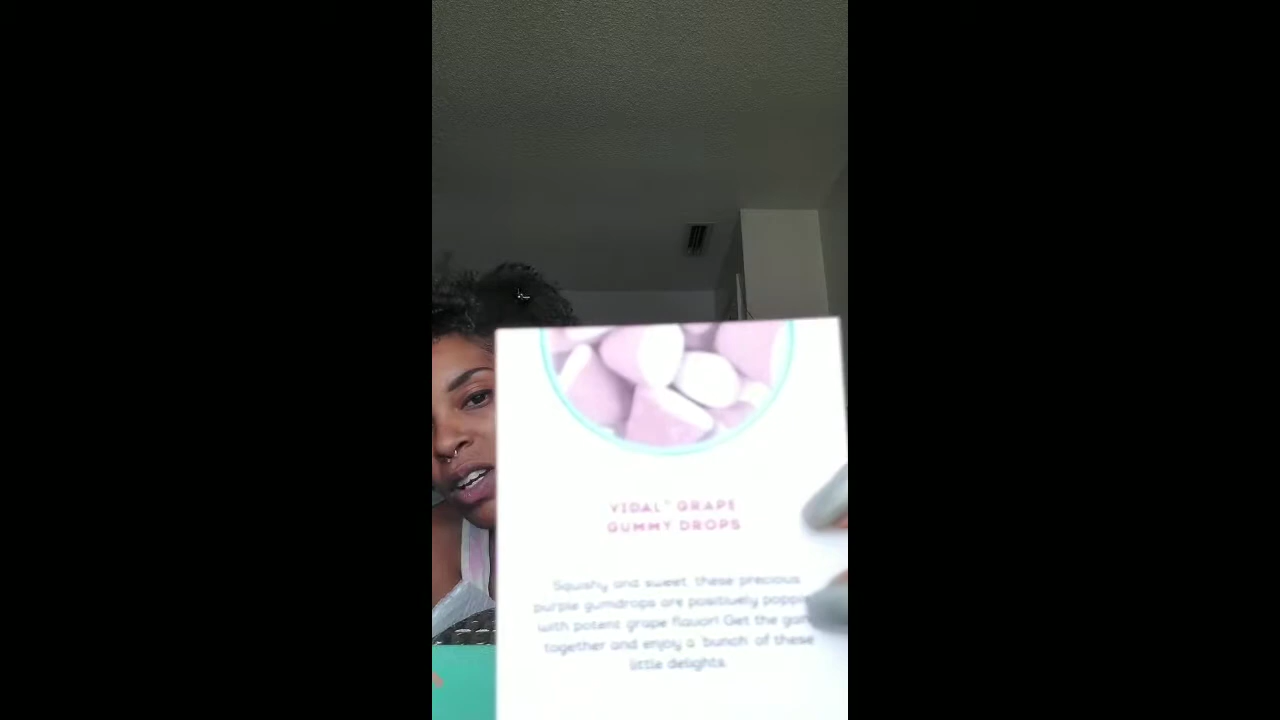 VIDAL™ GRAPE
GUMMY DROPS
Squishy and sweet these precious
purple gumdrops are positively
with potent grape flavor! Get the
together and enjoy a 'bunch' of these
little delights.